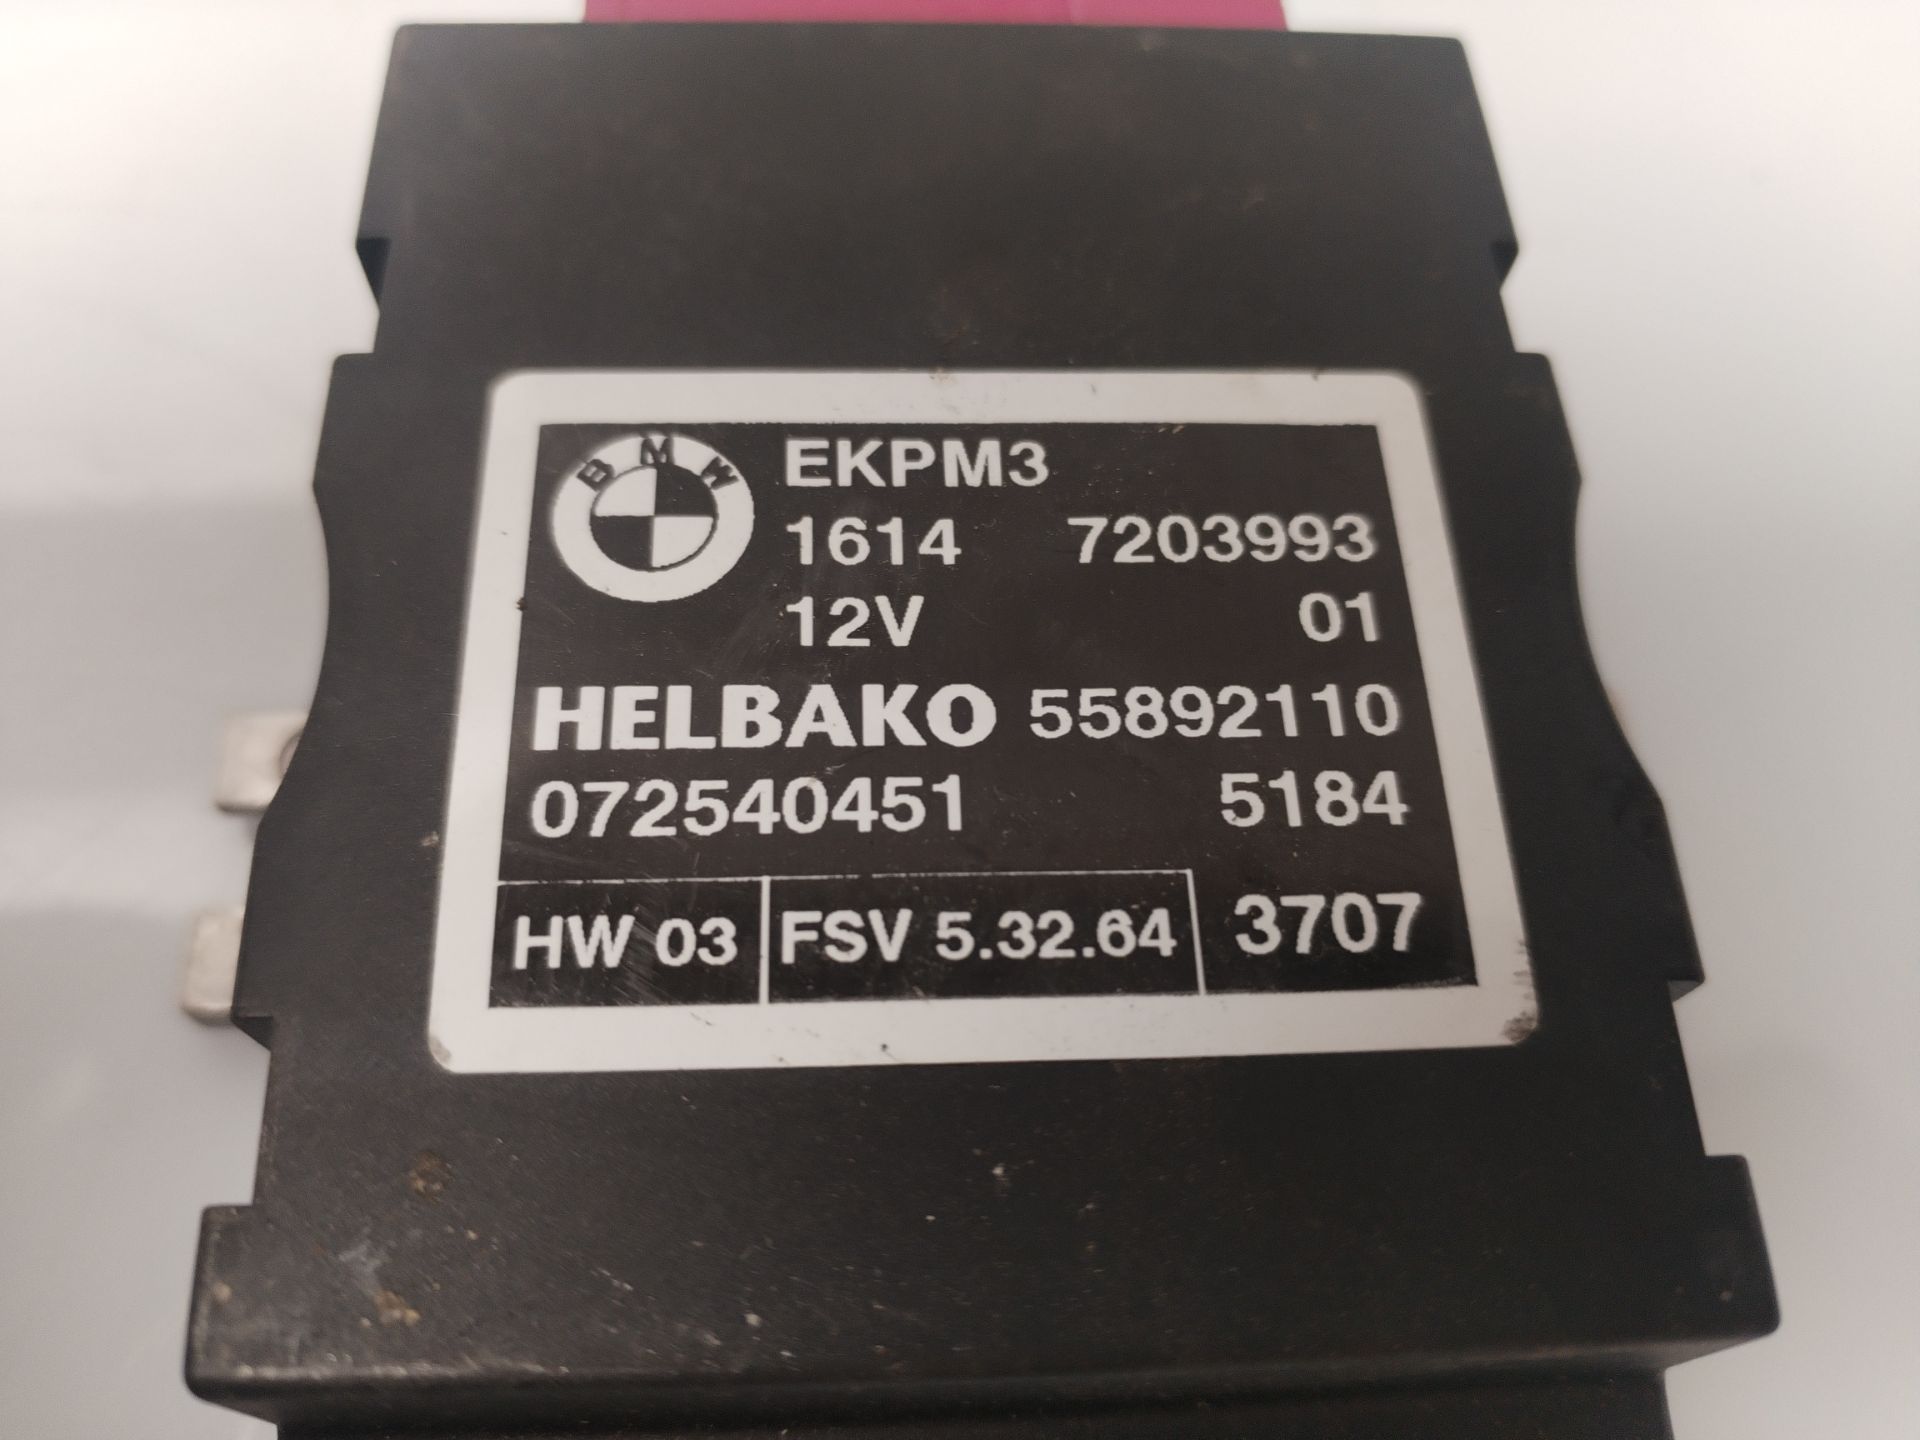 BMW EKPM3
1614 7203993
12V 01
HELBAKO 55892110
072540451 5184
HW 03 FSV 5.32.64 3707